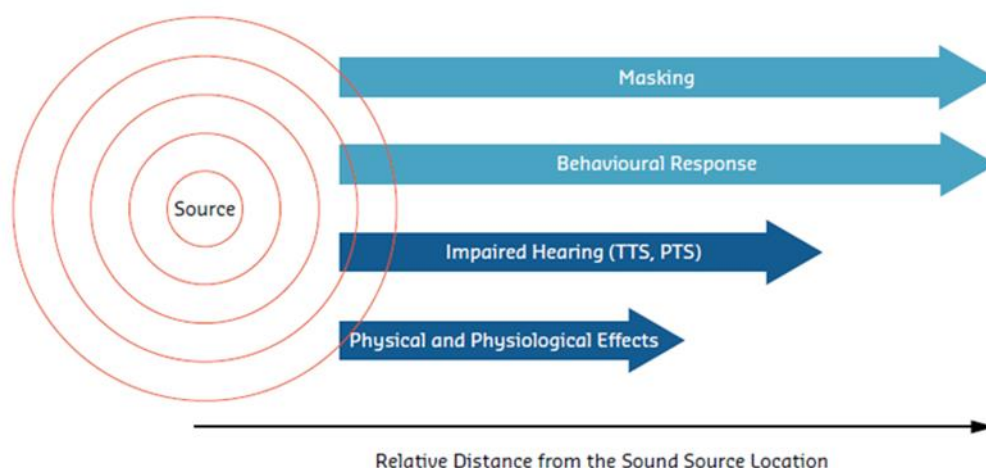 Masking
Behavioural Response
Source
Impaired Hearing (TTS, PTS)
Physical and Physiological Effects
Relative Distance from the Sound Source Location